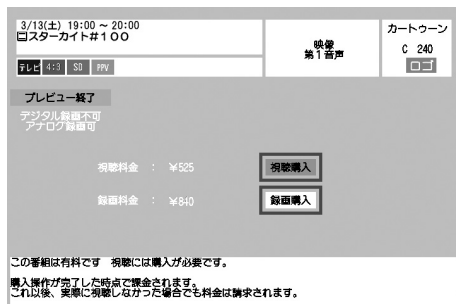 3/13(土) 19:00 ~ 20:00
スターカイト#100
テレビ 4:3 SD PPV
映像
第1音声
カートゥーン
C 240
ロゴ
プレビュー終了
デジタル録画不可
アナログ録画可
視聴料金 : ¥525
視聴購入
録画料金 : ¥840
録画購入
この番組は有料です 視聴には購入が必要です。
購入操作が完了した時点で課金されます。
これ以後、実際に視聴しなかった場合でも料金は請求されます。